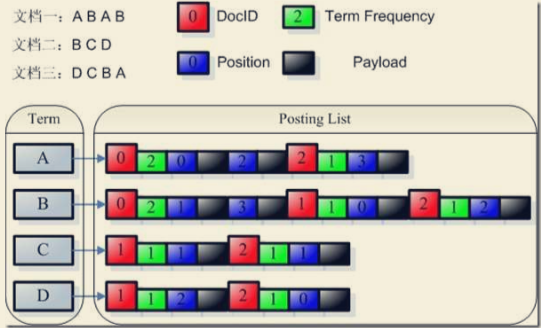 文档一：A B A B
0 DocID 2 Term Frequency
文档二：B C D
0 Position Payload
文档三：D C B A
Term Posting List
A 0 2 0 2 2 1 3
B 0 2 1 3 1 1 0 2 1 2
C 1 1 1 2 1 1
D 1 1 2 2 1 0